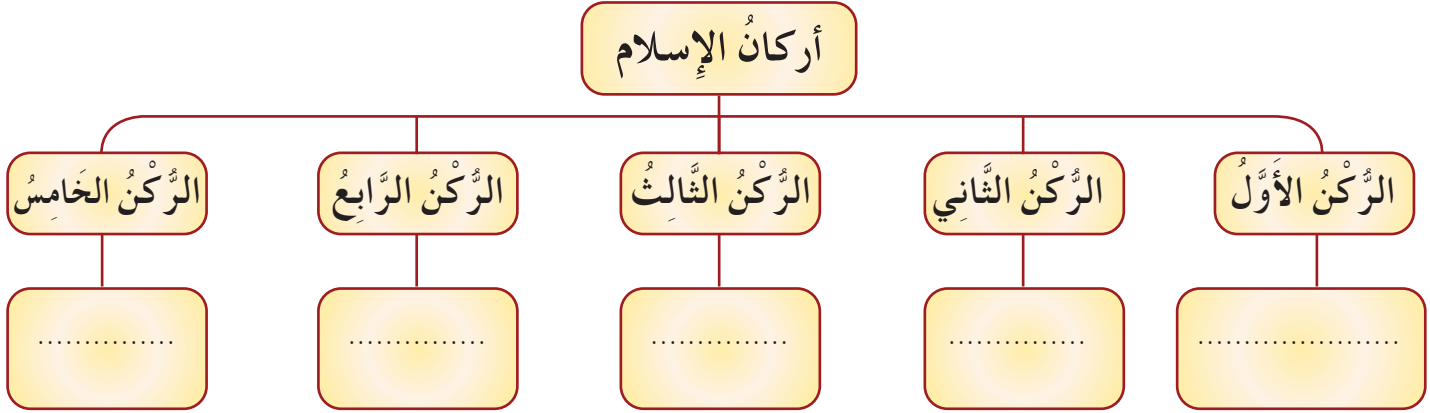 أركانُ الإِسلام
الرُّكْنُ الأَوَّلُ
الرُّكْنُ الثَّانِي
الرُّكْنُ الثَّالِثُ
الرُّكْنُ الرَّابِعُ
الرُّكْنُ الخَامِسُ
......................
...............
...............
...............
...............